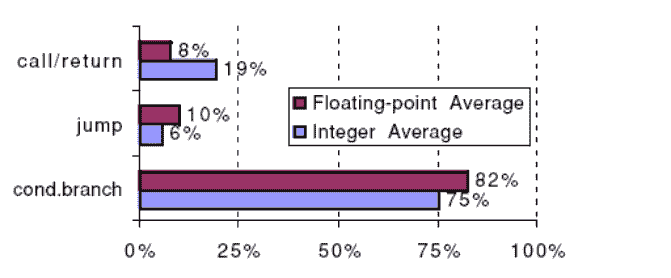 call/return 8%
19%
Floating-point Average
Integer Average
jump 10%
6%
cond.branch 82%
75%
0% 25% 50% 75% 100%